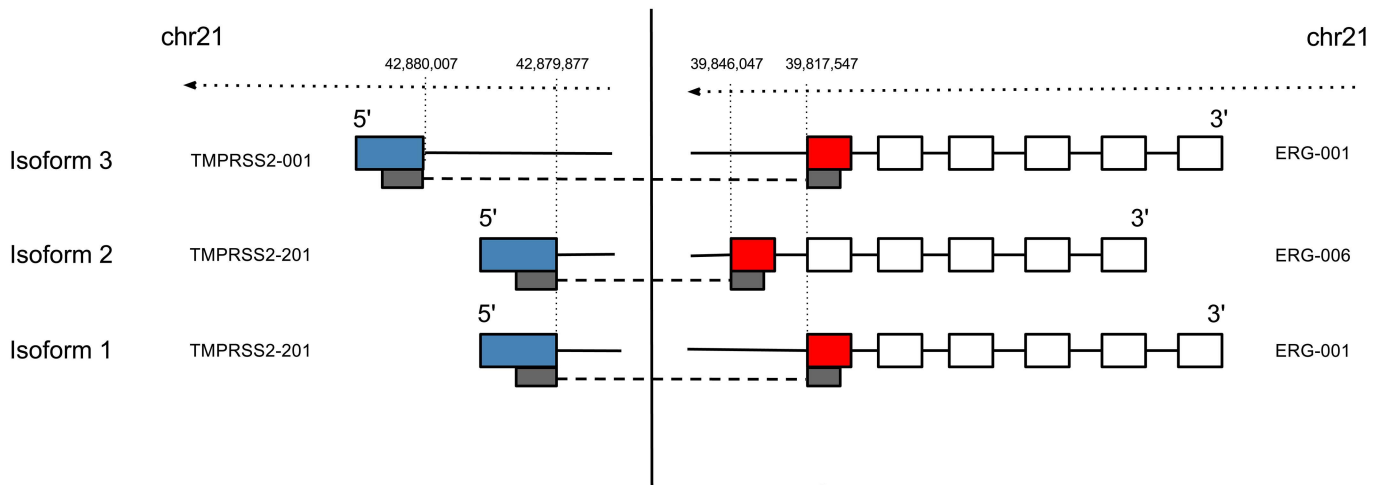 chr21
chr21
42,880,007
42,879,877
39,846,047
39,817,547
5'
3'
Isoform 3
TMPRSS2-001
ERG-001
5'
3'
Isoform 2
TMPRSS2-201
ERG-006
5'
3'
Isoform 1
TMPRSS2-201
ERG-001